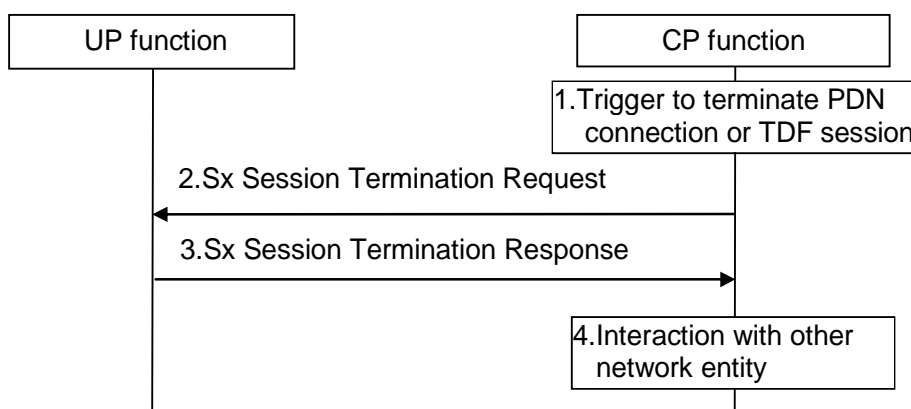 UP function
CP function
1.Trigger to terminate PDN
connection or TDF session
2.Sx Session Termination Request
3.Sx Session Termination Response
4.Interaction with other
network entity